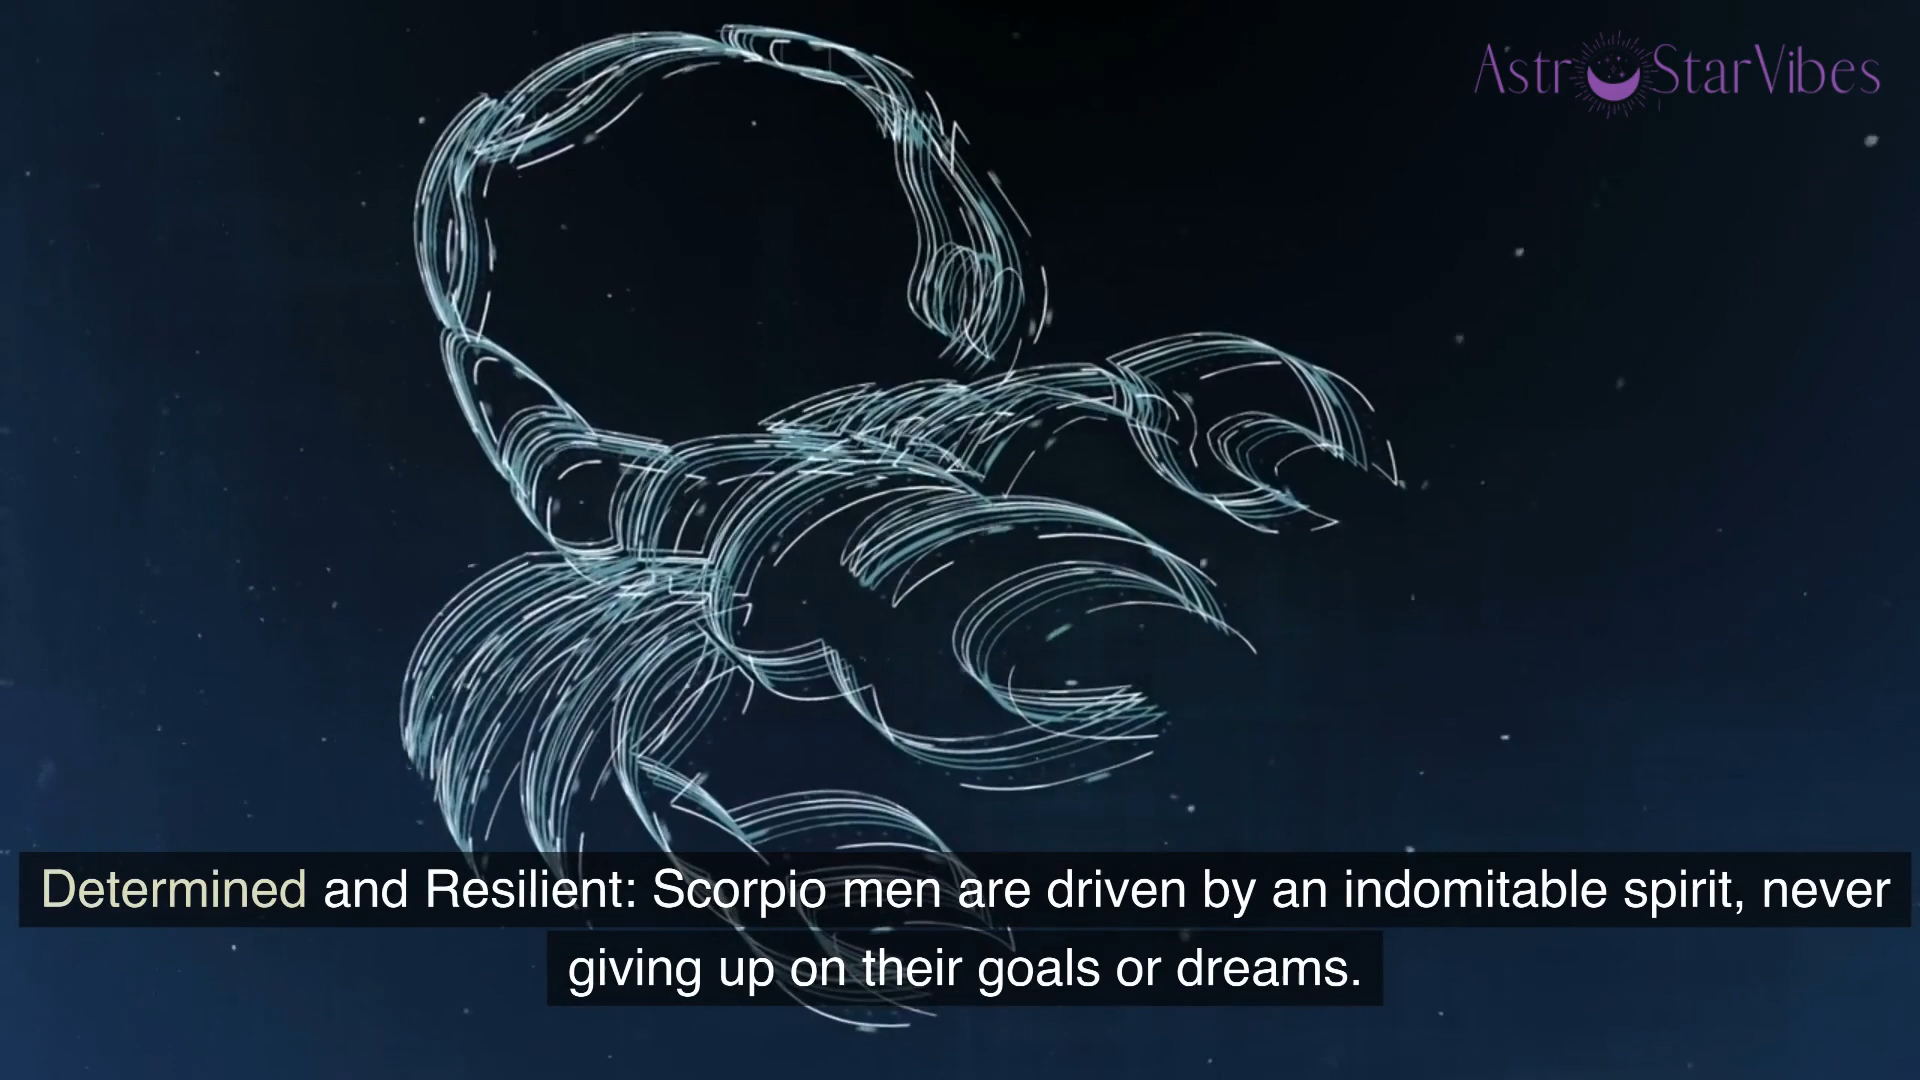 AstroStarVibes
Determined and Resilient: Scorpio men are driven by an indomitable spirit, never
giving up on their goals or dreams.